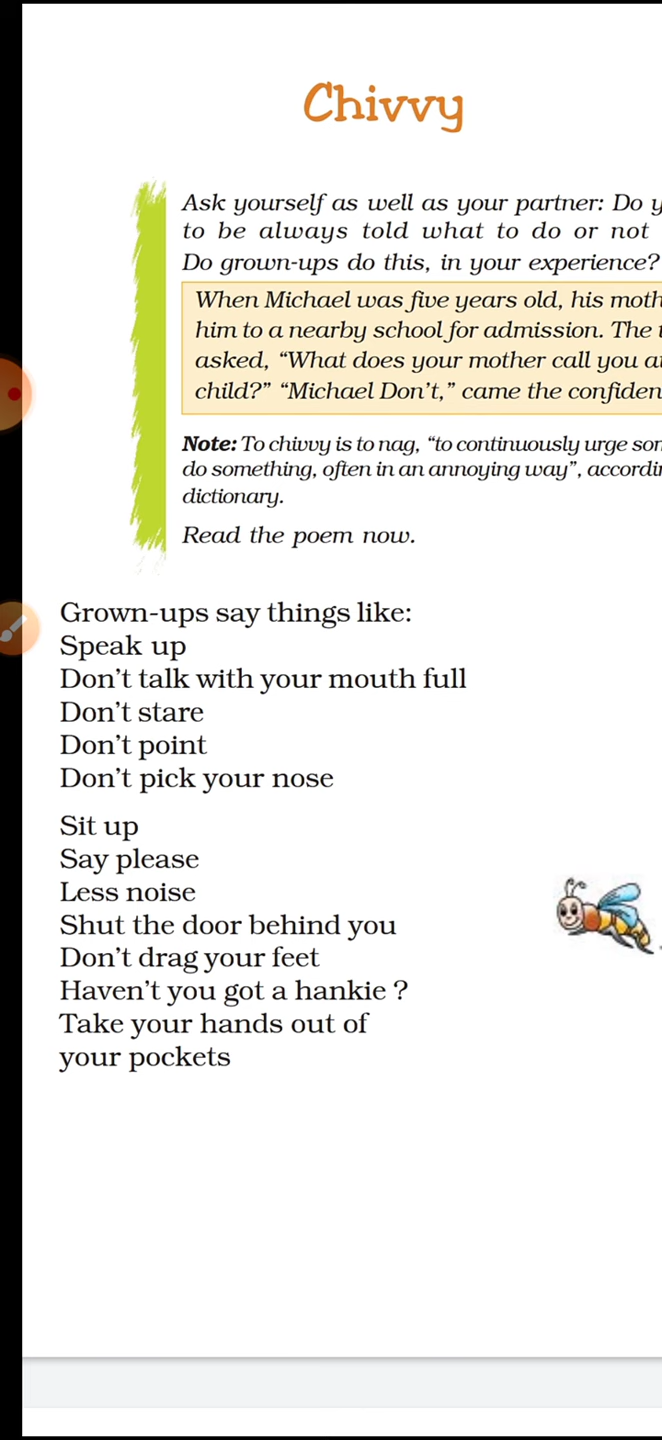 Chivvy
Ask yourself as well as your partner: Do
to be always told what to do or not
Do grown-ups do this, in your experience?
When Michael was five years old, his
him to a nearby school for admission. The
asked, “What does your mother call you
child?” “Michael Don’t,” came the
Note: To chivvy is to nag, “to continuously urge
do something, often in an annoying way”,
dictionary.
Read the poem now.
Grown-ups say things like:
Speak up
Don’t talk with your mouth full
Don’t stare
Don’t point
Don’t pick your nose
Sit up
Say please
Less noise
Shut the door behind you
Don’t drag your feet
Haven’t you got a hankie ?
Take your hands out of
your pockets